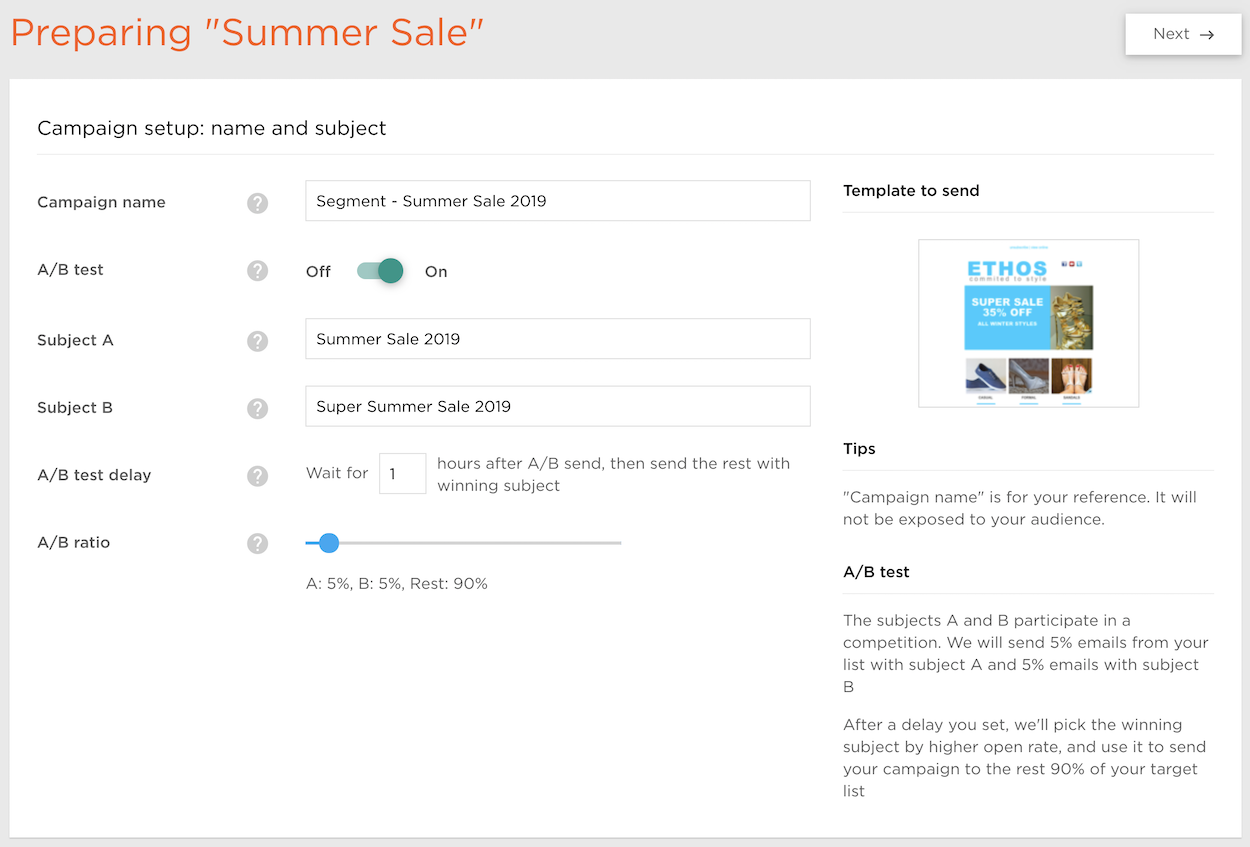 Preparing "Summer Sale"
Next →
Campaign setup: name and subject
Campaign name
?
Segment - Summer Sale 2019
A/B test
?
Off
On
Subject A
?
Summer Sale 2019
Subject B
?
Super Summer Sale 2019
A/B test delay
?
Wait for
1
hours after A/B send, then send the rest with
winning subject
A/B ratio
?
A: 5%, B: 5%, Rest: 90%
Template to send
ETHOS
commited to style
SUPER SALE
35% OFF
ALL WINTER STYLES
CASUAL
FORMAL
SANDALS
Tips
"Campaign name" is for your reference. It will
not be exposed to your audience.
A/B test
The subjects A and B participate in a
competition. We will send 5% emails from your
list with subject A and 5% emails with subject
B
After a delay you set, we'll pick the winning
subject by higher open rate, and use it to send
your campaign to the rest 90% of your target
list